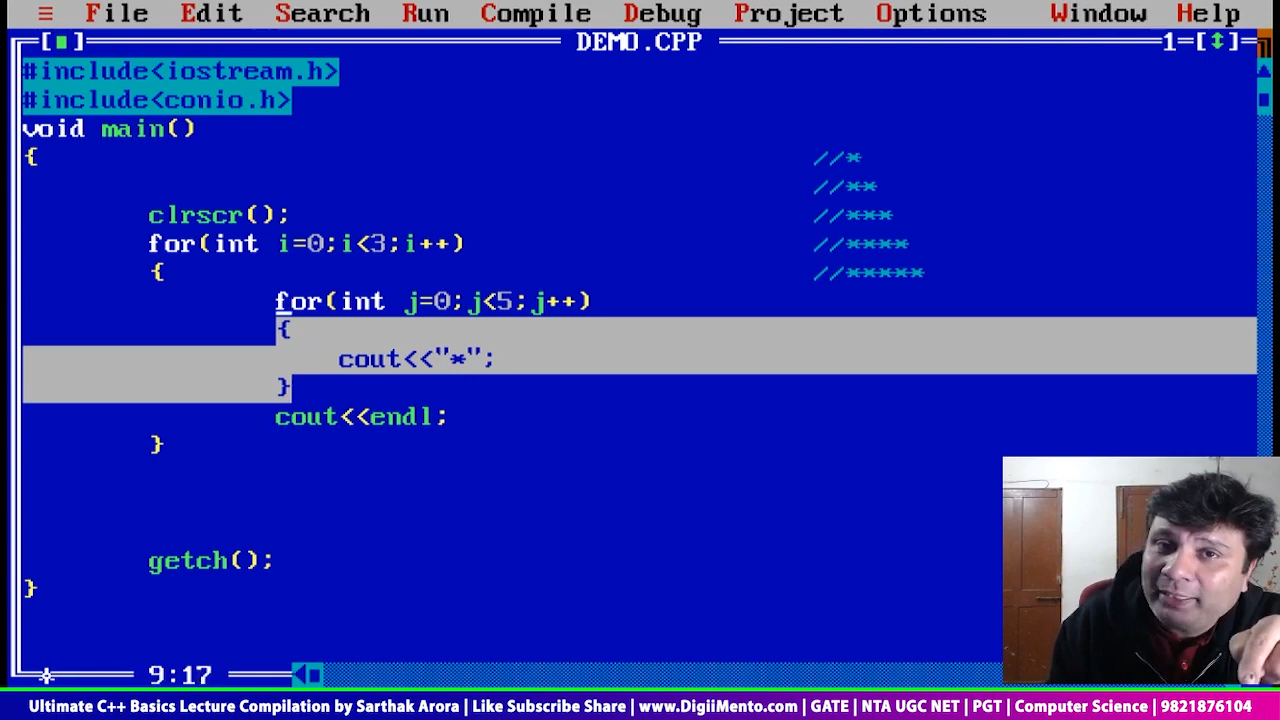 ≡ File Edit Search Run Compile Debug Project Options Window Help
[■] DEMO.CPP 1=[↕]
#include<iostream.h>
#include<conio.h>
void main()
{ //*
//**
clrscr(); //***
for(int i=0;i<3;i++) //****
{ //*****
for(int j=0;j<5;j++)
{
cout<<"*";
}
cout<<endl;
}
getch();
}
9:17
Ultimate C++ Basics Lecture Compilation by Sarthak Arora | Like Subscribe Share | www.DigiiMento.com | GATE | NTA UGC NET | PGT | Computer Science | 9821876104